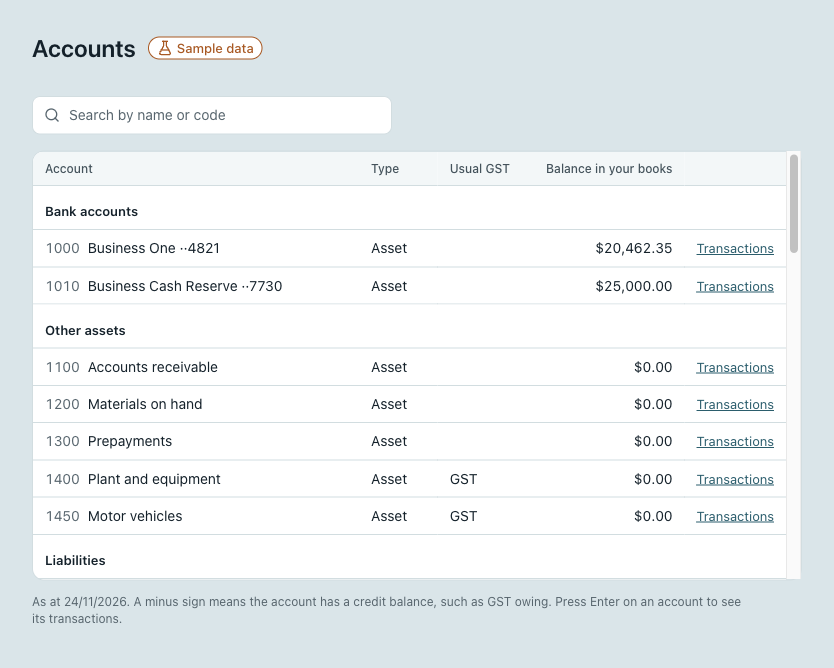 Accounts
Sample data
Search by name or code
Account Type Usual GST Balance in your books
Bank accounts
1000 Business One ··4821 Asset $20,462.35 Transactions
1010 Business Cash Reserve ··7730 Asset $25,000.00 Transactions
Other assets
1100 Accounts receivable Asset $0.00 Transactions
1200 Materials on hand Asset $0.00 Transactions
1300 Prepayments Asset $0.00 Transactions
1400 Plant and equipment Asset GST $0.00 Transactions
1450 Motor vehicles Asset GST $0.00 Transactions
Liabilities
As at 24/11/2026. A minus sign means the account has a credit balance, such as GST owing. Press Enter on an account to see
its transactions.